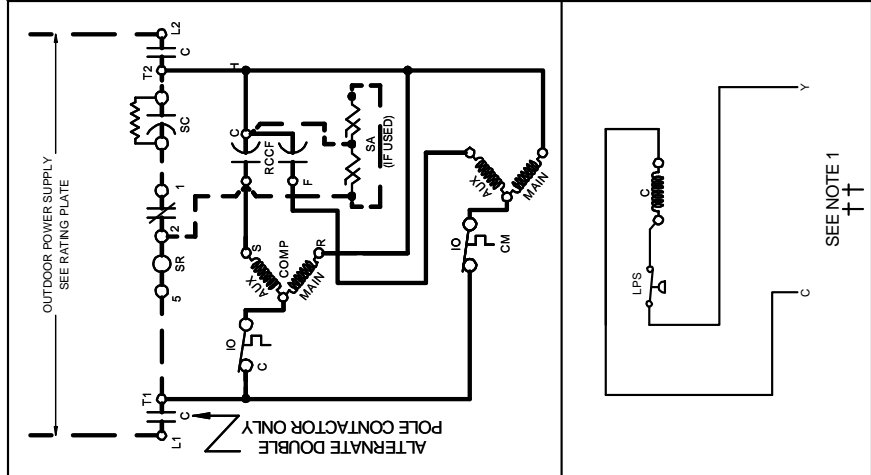 OUTDOOR POWER SUPPLY
SEE RATING PLATE
L1
C
T1
5
SR
2
1
SC
T2
C
L2
ALTERNATE DOUBLE
POLE CONTACTOR ONLY
H
C
RCCF
F
SA
(IF USED)
IO
C
S
COMP
R
AUX
MAIN
IO
CM
AUX
MAIN
C
LPS
C
Y
SEE NOTE 1